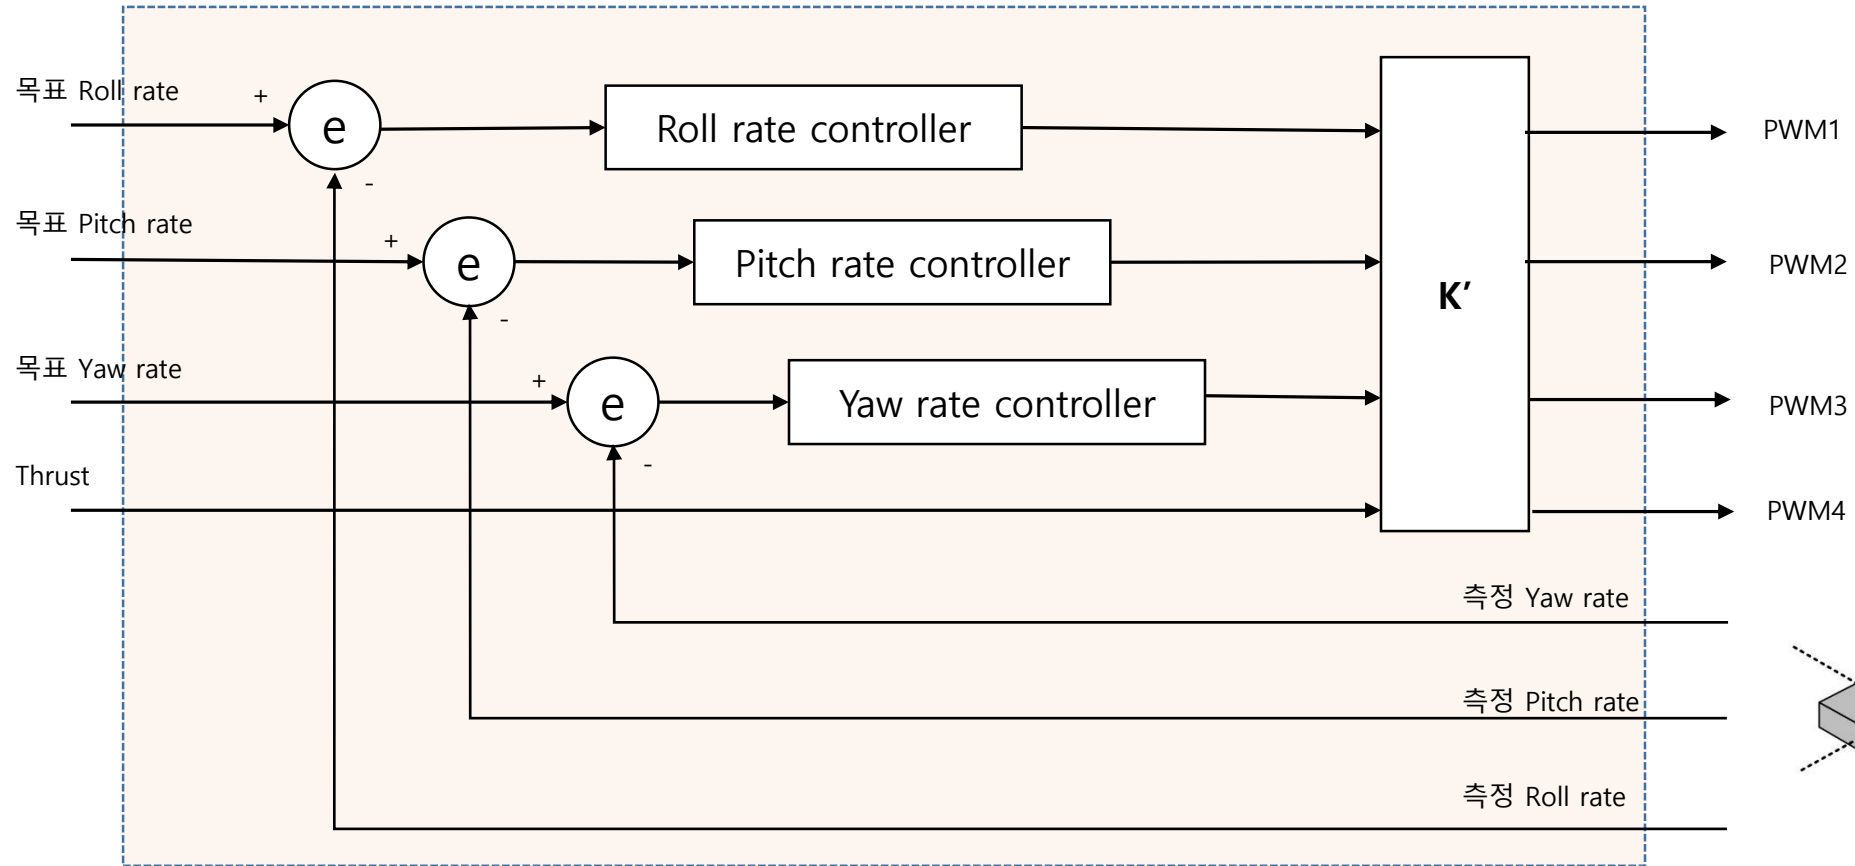 목표 Roll rate
+
e
Roll rate controller
PWM1
-
목표 Pitch rate
+
e
Pitch rate controller
PWM2
K’
-
목표 Yaw rate
+
e
Yaw rate controller
PWM3
-
Thrust
PWM4
측정 Yaw rate
측정 Pitch rate
측정 Roll rate